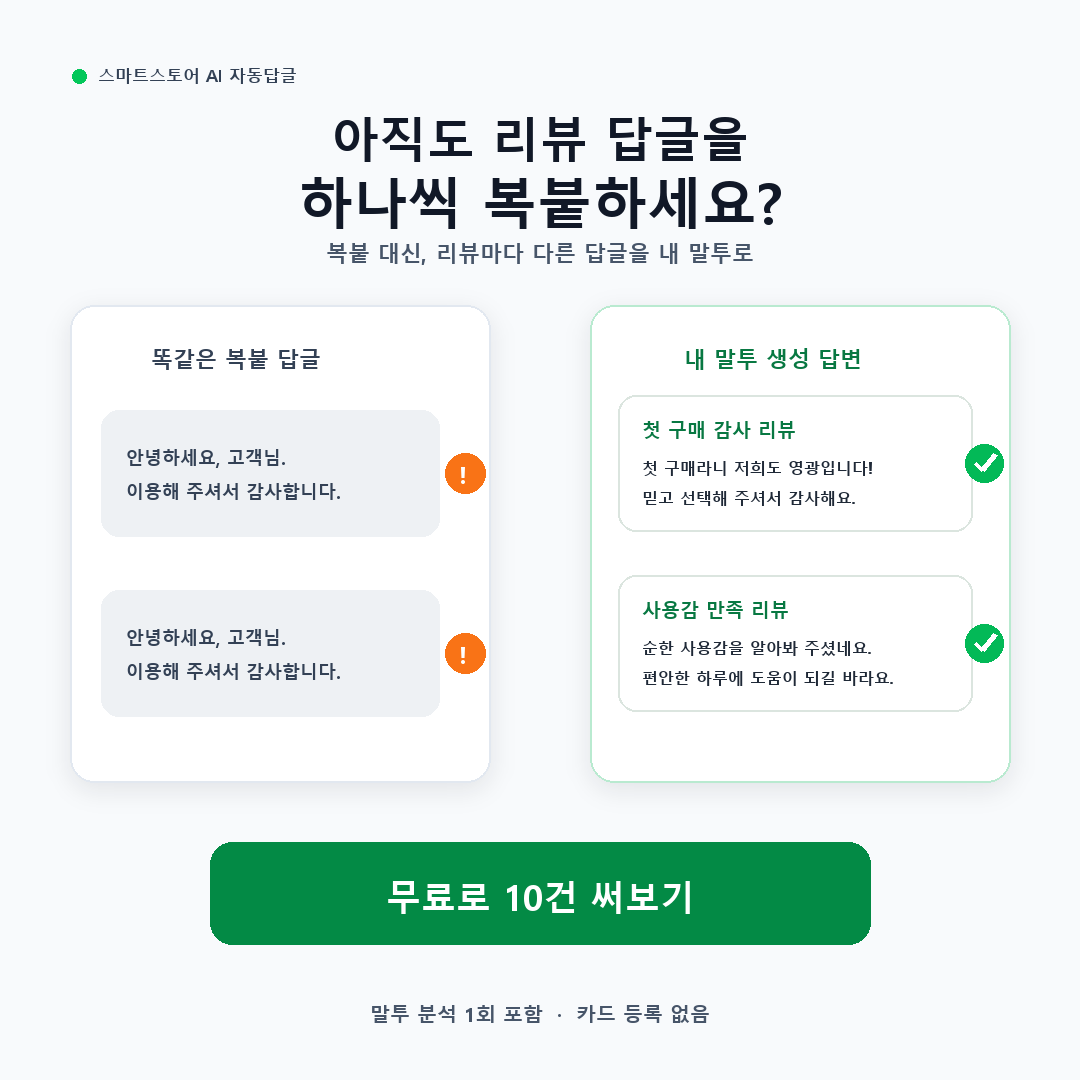 스마트스토어 AI 자동답글
아직도 리뷰 답글을
하나씩 복붙하세요?
복붙 대신, 리뷰마다 다른 답글을 내 말투로
똑같은 복붙 답글
안녕하세요, 고객님.
이용해 주셔서 감사합니다.
!
안녕하세요, 고객님.
이용해 주셔서 감사합니다.
!
내 말투 생성 답변
첫 구매 감사 리뷰
첫 구매라니 저희도 영광입니다!
믿고 선택해 주셔서 감사해요.
사용감 만족 리뷰
순한 사용감을 알아봐 주셨네요.
편안한 하루에 도움이 되길 바라요.
무료로 10건 써보기
말투 분석 1회 포함 · 카드 등록 없음